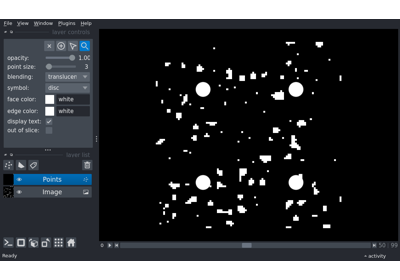 File View Window Plugins Help
layer controls
opacity: 1.00
point size: 3
blending: translucen
symbol: disc
face color: white
edge color: white
display text:
out of slice:
layer list
Points
Image
0 50 99
Ready activity